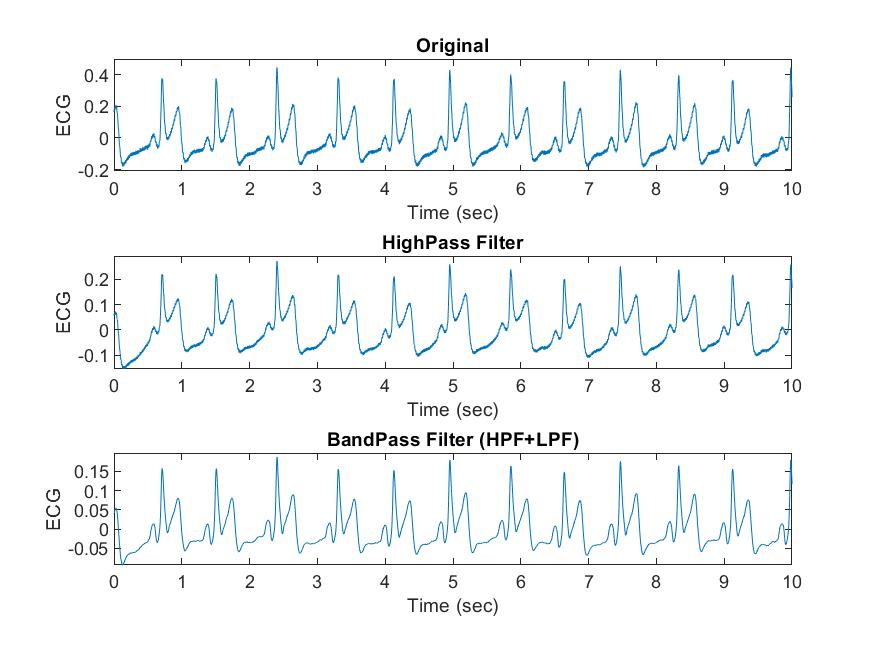 Original
0.4
0.2
0
-0.2
ECG
0 1 2 3 4 5 6 7 8 9 10
Time (sec)
HighPass Filter
0.2
0.1
0
-0.1
ECG
0 1 2 3 4 5 6 7 8 9 10
Time (sec)
BandPass Filter (HPF+LPF)
0.15
0.1
0.05
0
-0.05
ECG
0 1 2 3 4 5 6 7 8 9 10
Time (sec)